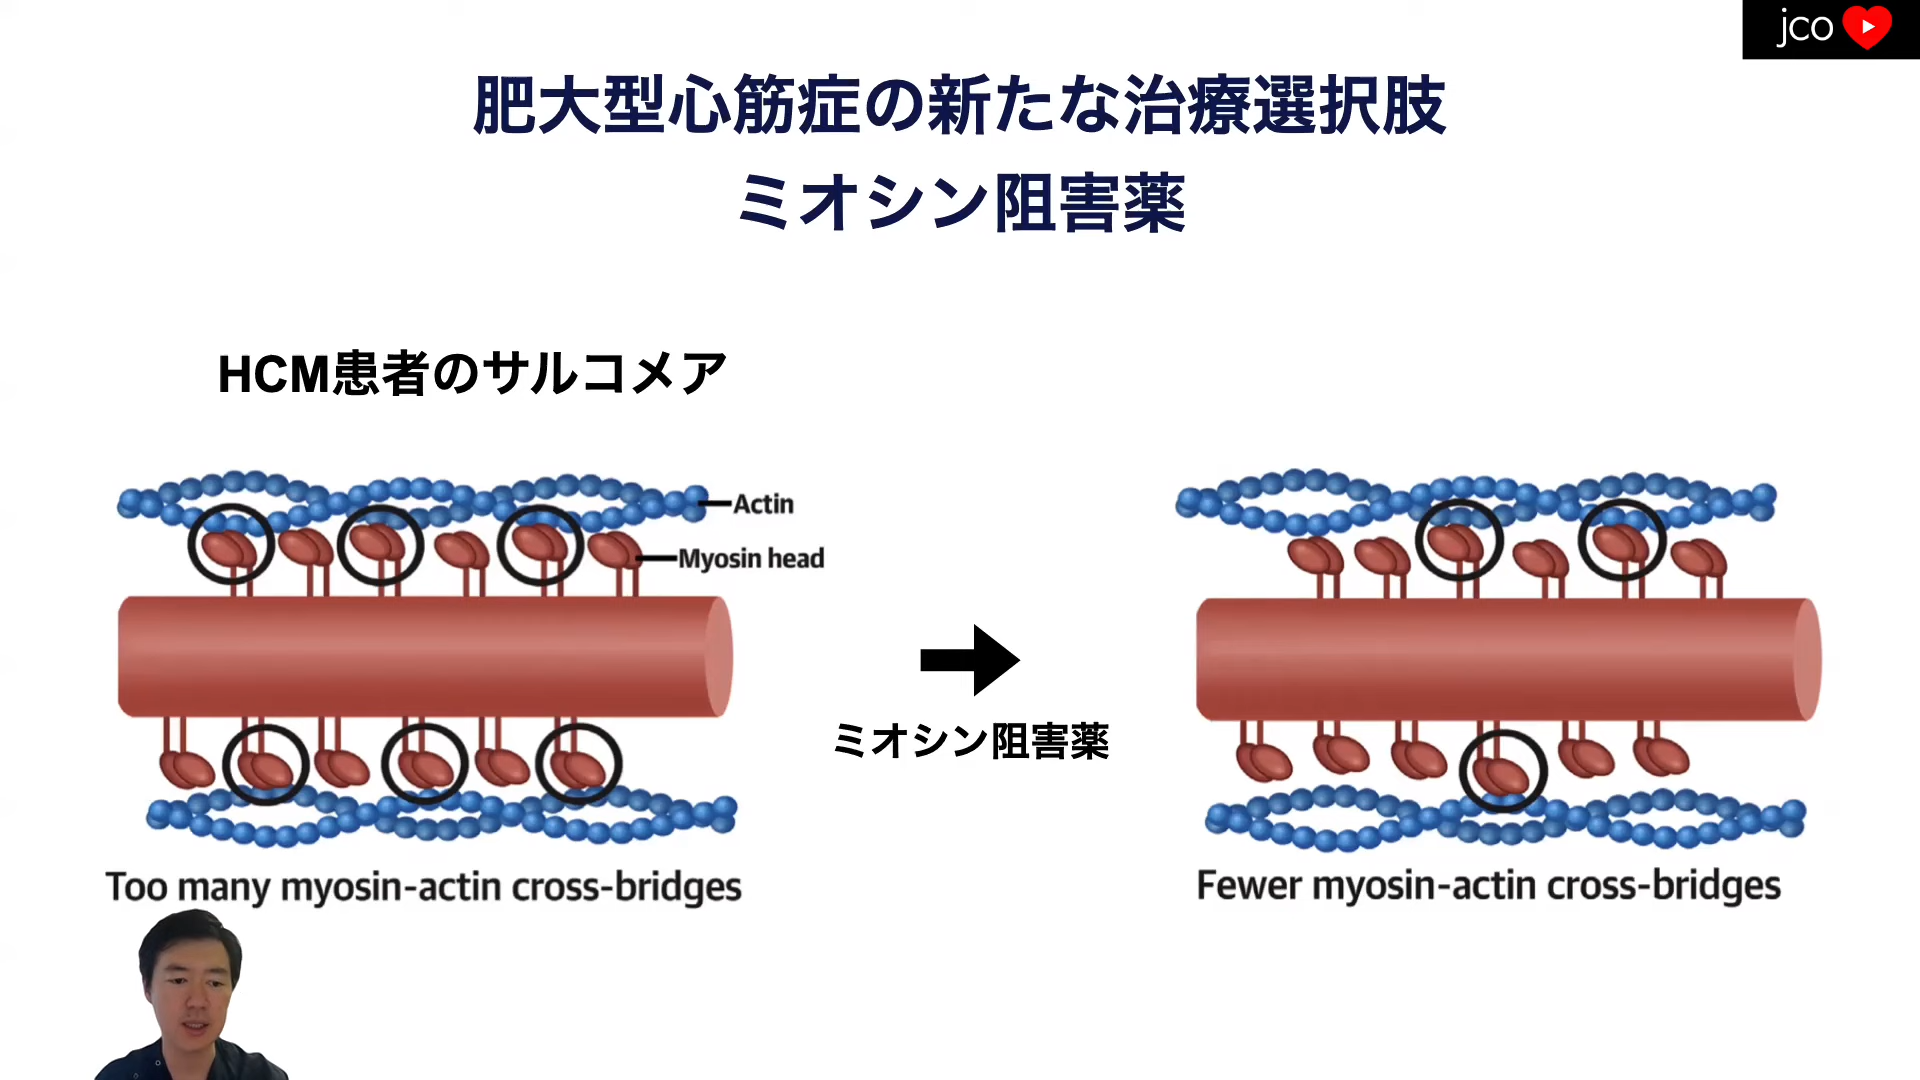 jco
肥大型心筋症の新たな治療選択肢
ミオシン阻害薬
HCM患者のサルコメア
Actin
Myosin head
ミオシン阻害薬
Too many myosin-actin cross-bridges
Fewer myosin-actin cross-bridges